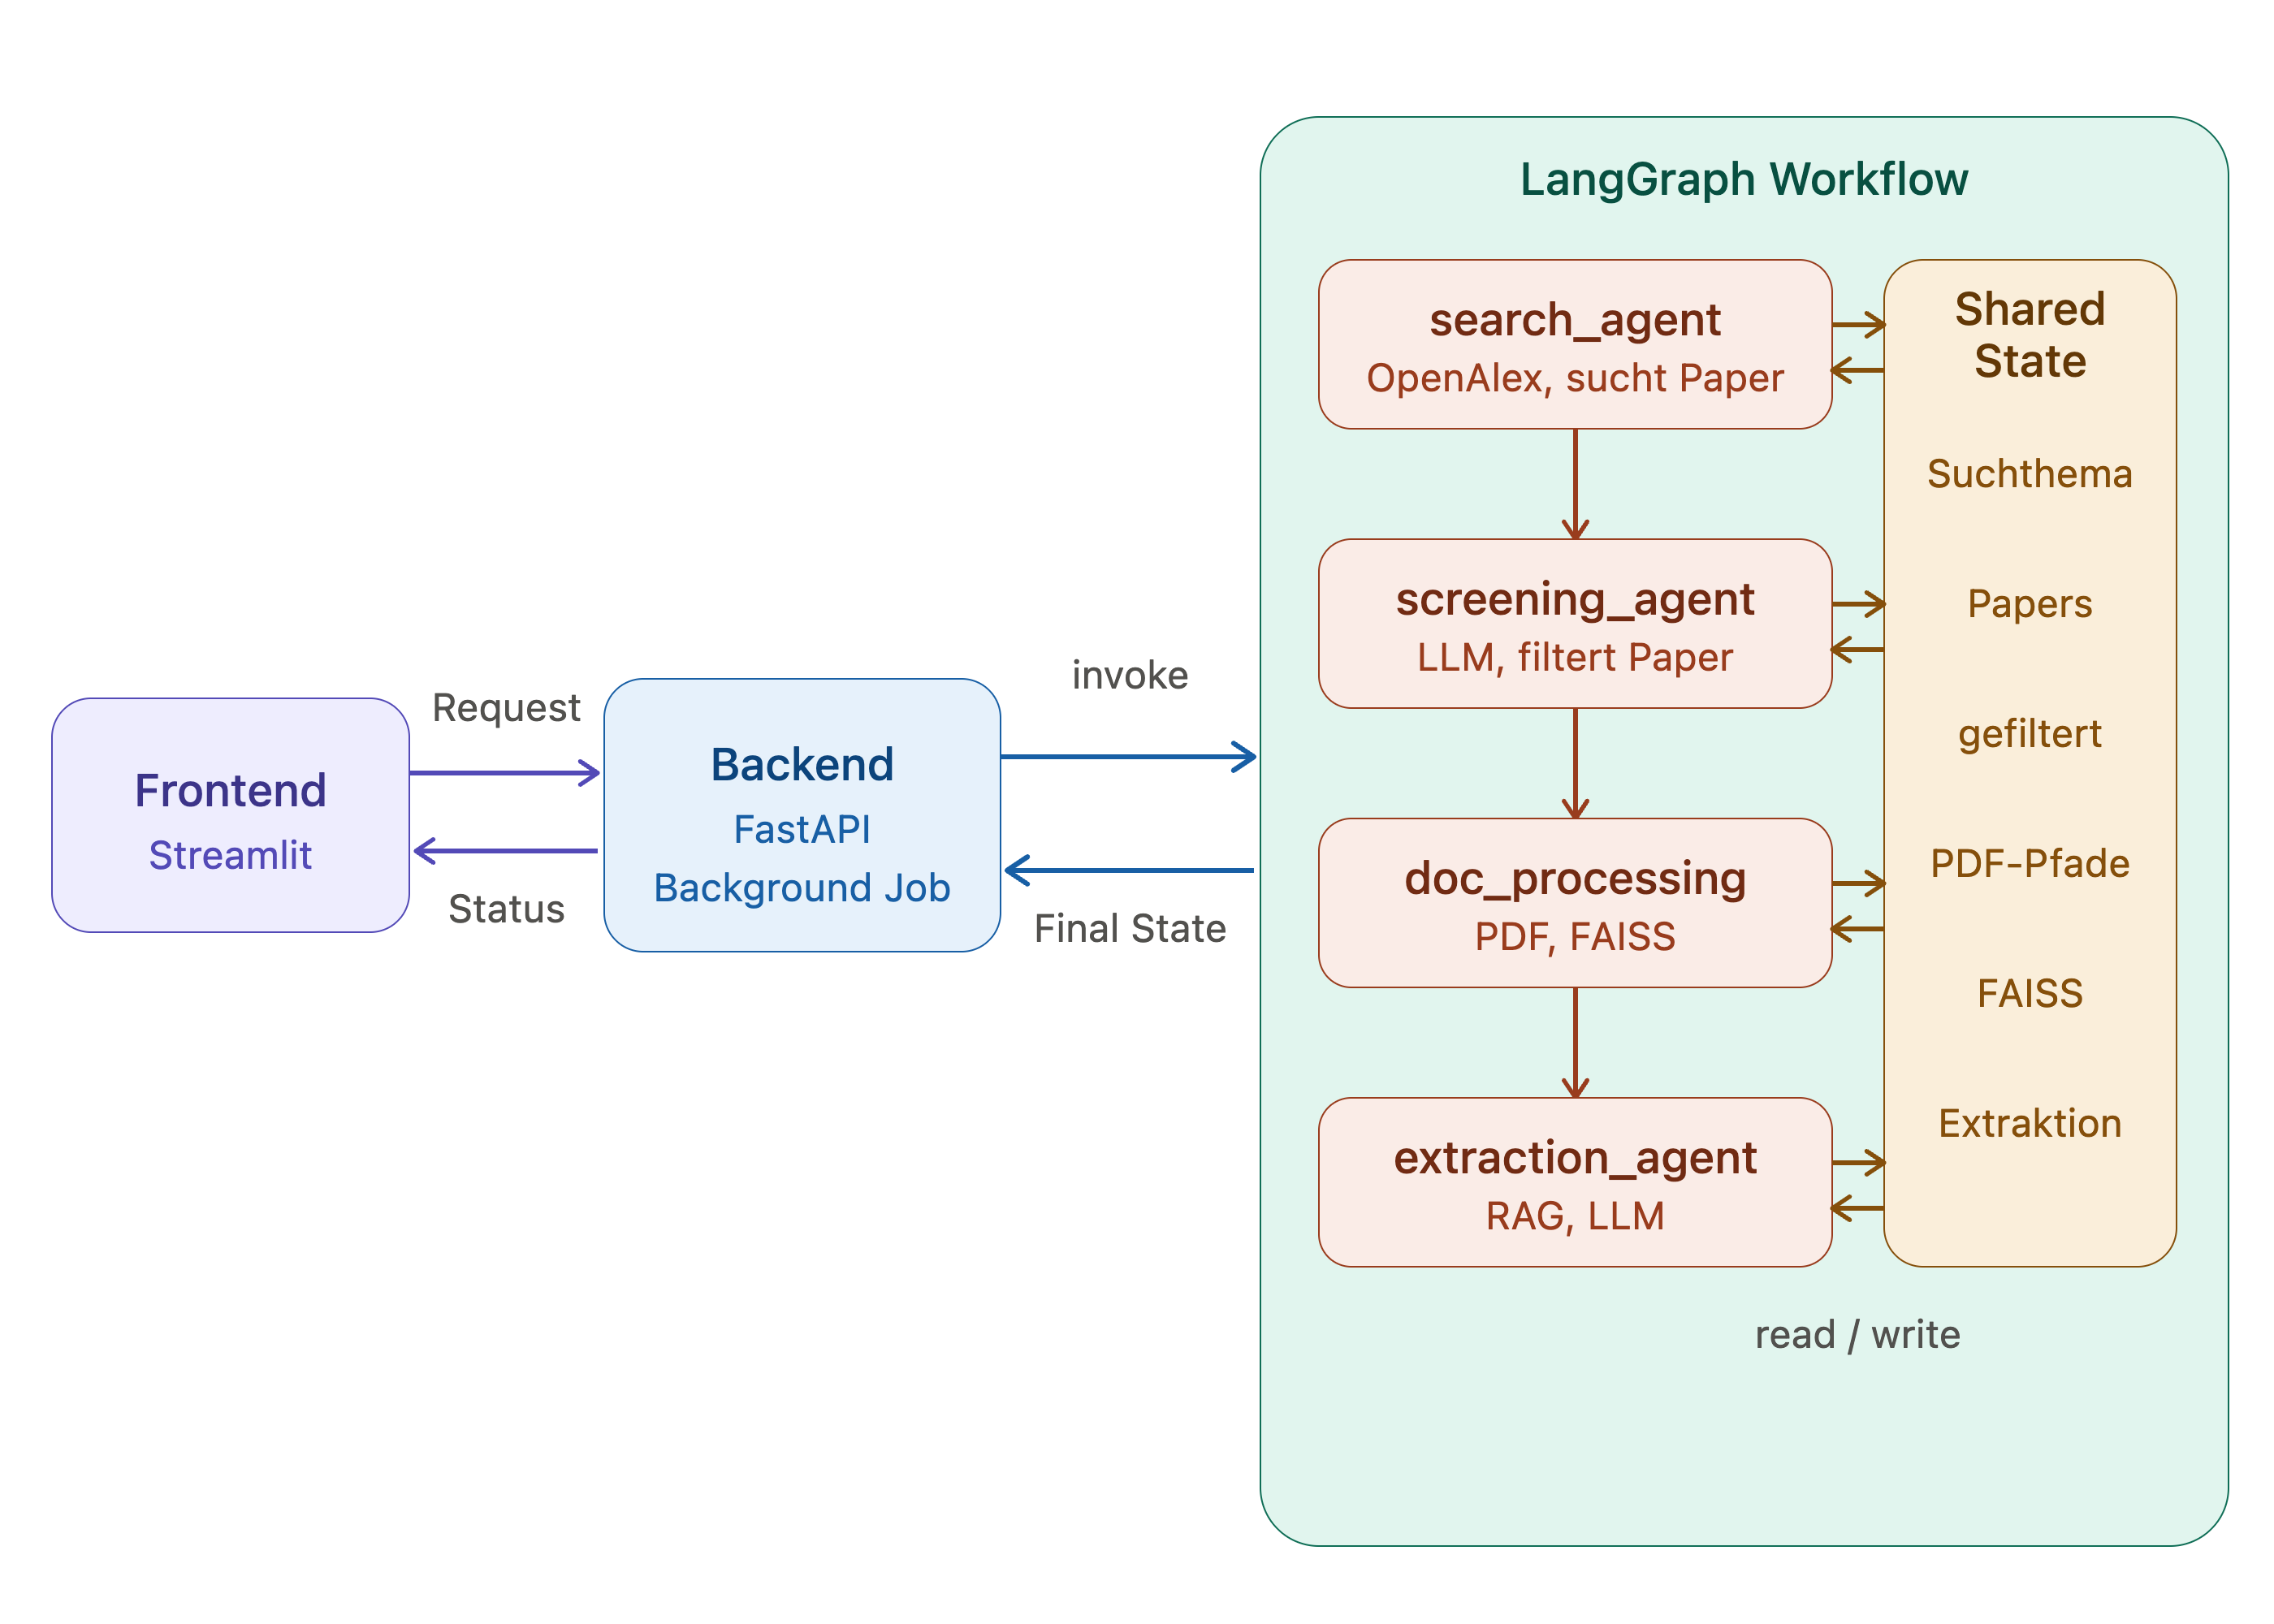 LangGraph Workflow
search_agent
OpenAlex, sucht Paper
Shared
State
Suchthema
screening_agent
LLM, filtert Paper
Papers
gefiltert
Request
Frontend
Streamlit
Status
Backend
FastAPI
Background Job
invoke
Final State
doc_processing
PDF, FAISS
PDF-Pfade
FAISS
extraction_agent
RAG, LLM
Extraktion
read / write